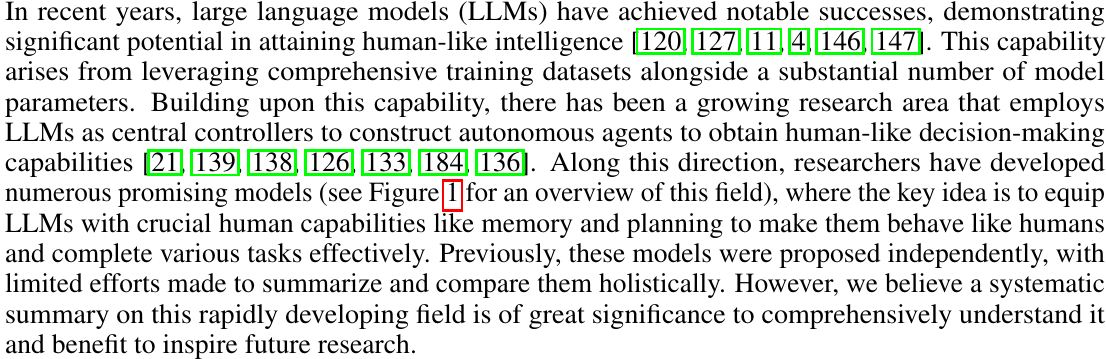 In recent years, large language models (LLMs) have achieved notable successes, demonstrating
significant potential in attaining human-like intelligence [120, 127, 11, 4, 146, 147]. This capability
arises from leveraging comprehensive training datasets alongside a substantial number of model
parameters. Building upon this capability, there has been a growing research area that employs
LLMs as central controllers to construct autonomous agents to obtain human-like decision-making
capabilities [21, 139, 138, 126, 133, 184, 136]. Along this direction, researchers have developed
numerous promising models (see Figure 1 for an overview of this field), where the key idea is to equip
LLMs with crucial human capabilities like memory and planning to make them behave like humans
and complete various tasks effectively. Previously, these models were proposed independently, with
limited efforts made to summarize and compare them holistically. However, we believe a systematic
summary on this rapidly developing field is of great significance to comprehensively understand it
and benefit to inspire future research.